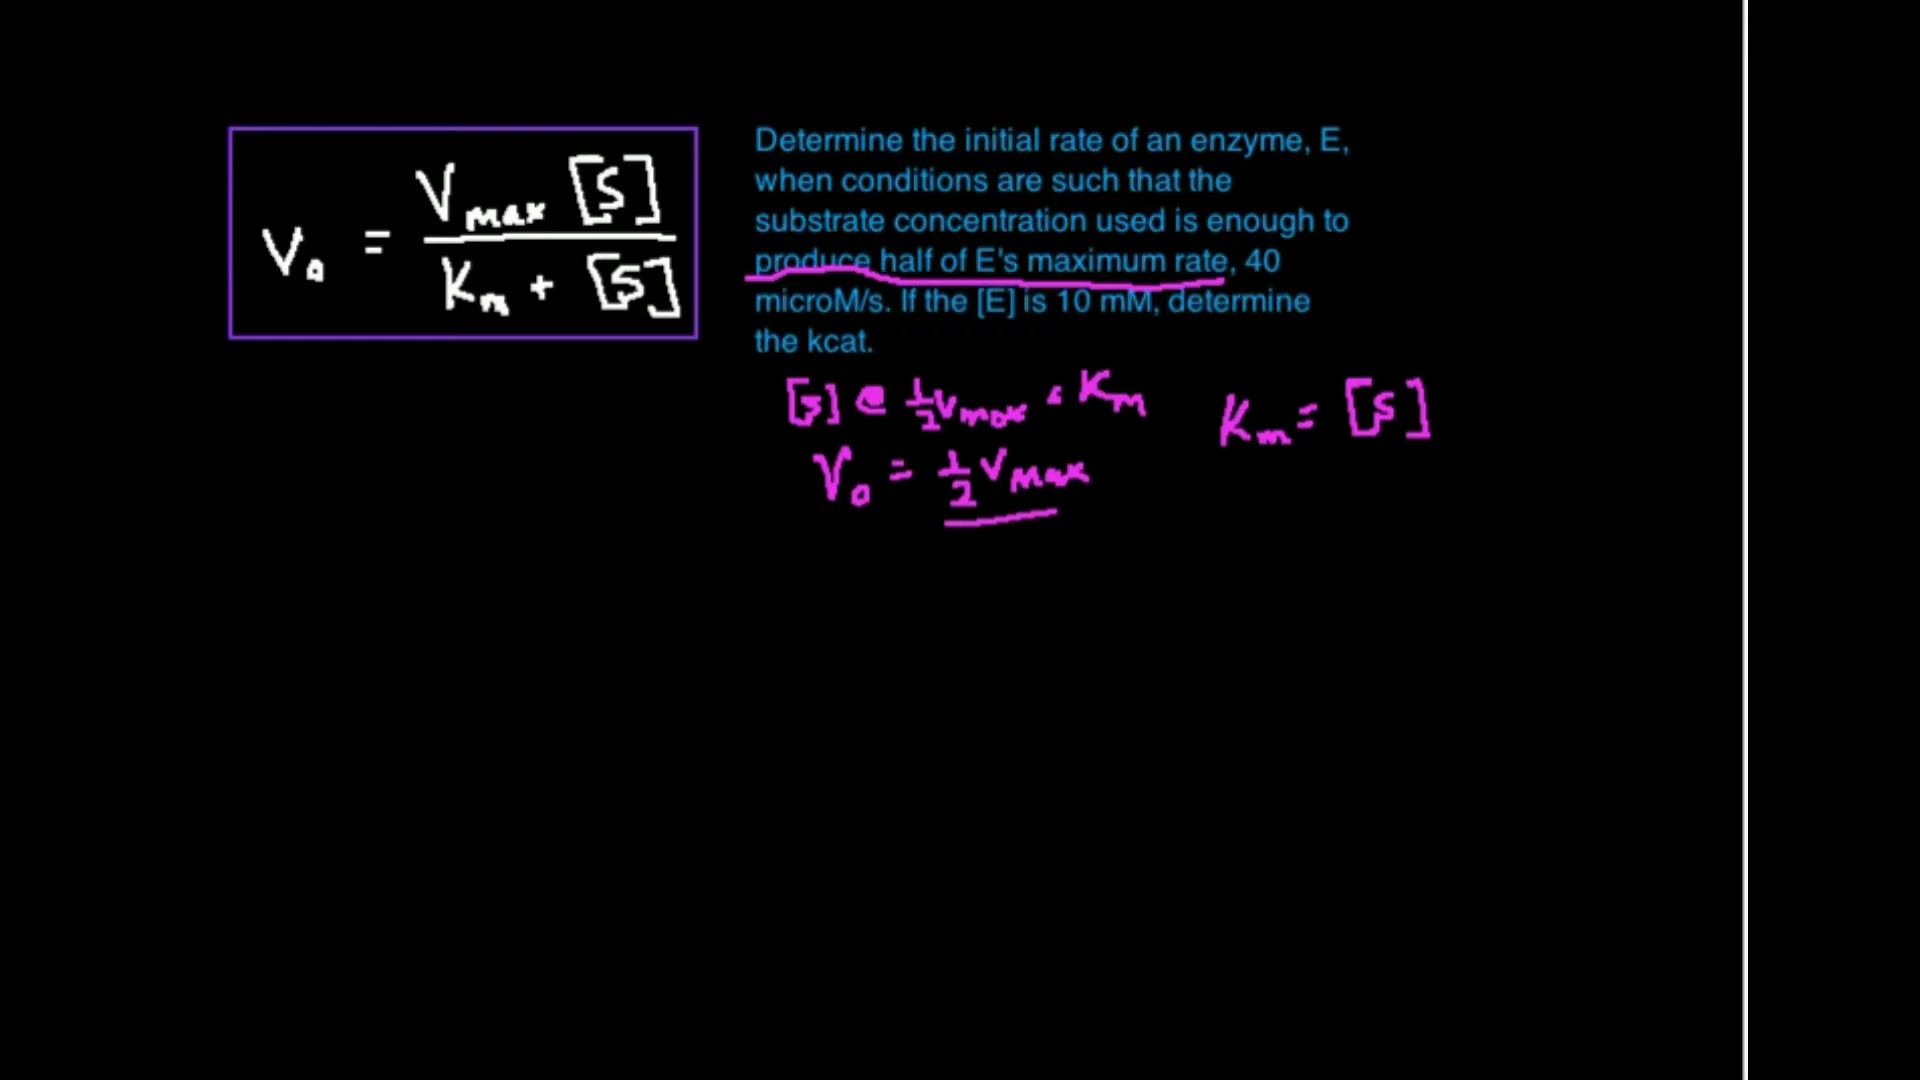 V₀ = Vmax [S]
Km + [S]
Determine the initial rate of an enzyme, E,
when conditions are such that the
substrate concentration used is enough to
produce half of E's maximum rate, 40
microM/s. If the [E] is 10 mM, determine
the kcat.
[S] @ ½Vmax = Km
Km = [S]
V₀ = ½Vmax